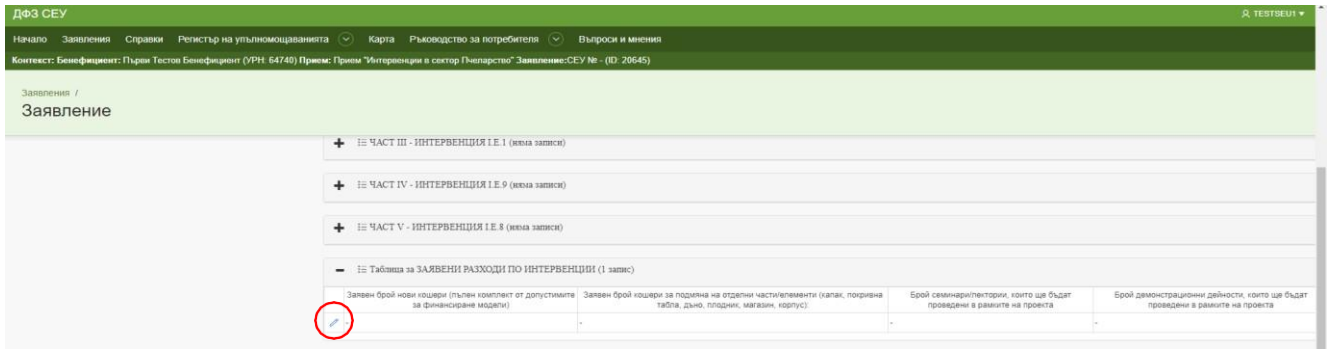 ДФЗ СЕУ
TESTSEU1
Начало Заявления Справки Регистър на упълномощаванията Карта Ръководство за потребителя Въпроси и мнения
Контекст: Бенефициент: Първи Тестов Бенефициент (УРН: 64740) Прием: Прием "Интервенции в сектор Пчеларство" Заявление:СЕУ № - (ID: 20645)
Заявления /
Заявление
ЧАСТ III - ИНТЕРВЕНЦИЯ I.E.1 (няма записи)
ЧАСТ IV - ИНТЕРВЕНЦИЯ I.E.9 (няма записи)
ЧАСТ V - ИНТЕРВЕНЦИЯ I.E.8 (няма записи)
Таблица за ЗАЯВЕНИ РАЗХОДИ ПО ИНТЕРВЕНЦИИ (1 запис)
Заявен брой нови кошери (пълен комплект от допустимите
за финансиране модели)
Заявен брой кошери за подмяна на отделни части/елементи (капак, покривна
табла, дъно, плодник, магазин, корпус):
Брой семинари/лектории, които ще бъдат
проведени в рамките на проекта
Брой демонстрационни дейности, които ще бъдат
проведени в рамките на проекта
- - - -